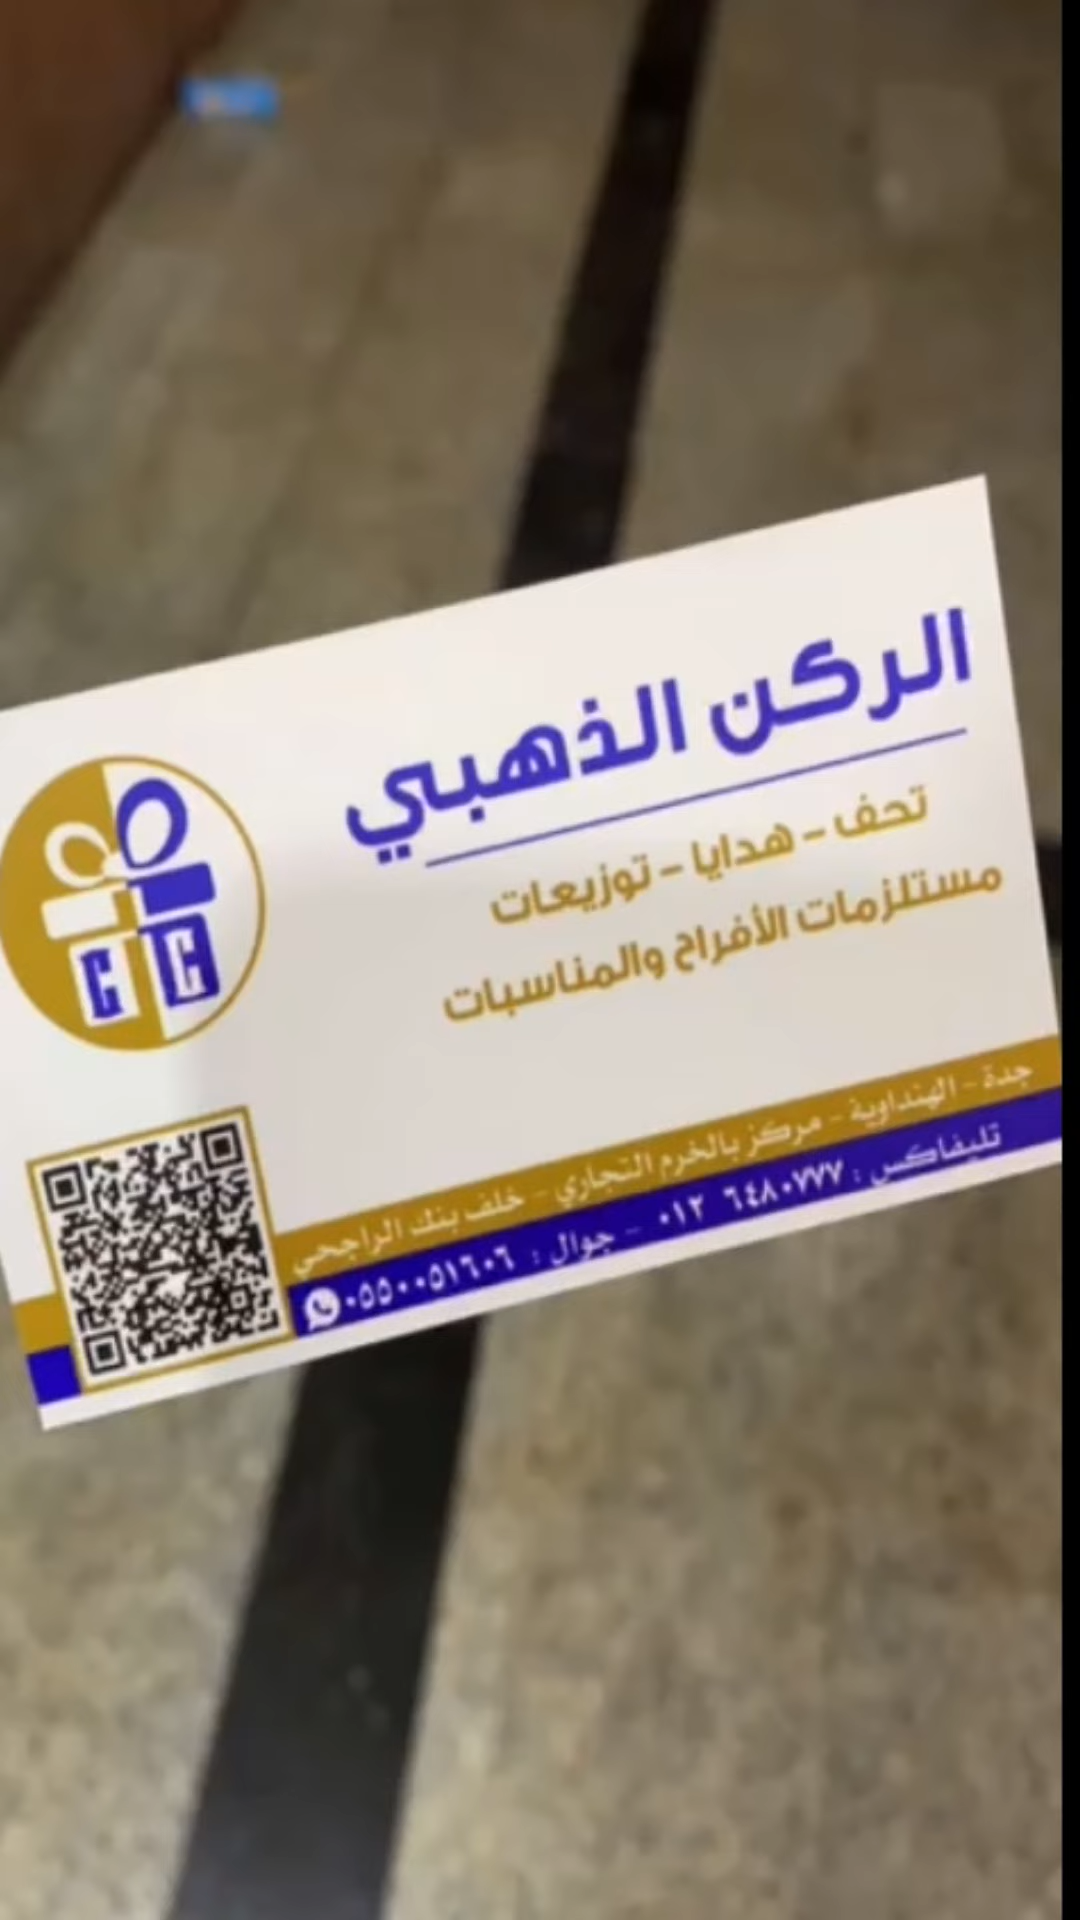 الركن الذهبي
تحف - هدايا - توزيعات
مستلزمات الأفراح والمناسبات
جدة - الهنداوية - مركز بالخرم التجاري - خلف بنك الراجحي
تليفاكس : ٦٤٨٠٧٧٧ ٠١٢ - جوال : ٠٥٥٠٠٥١٦٠٦